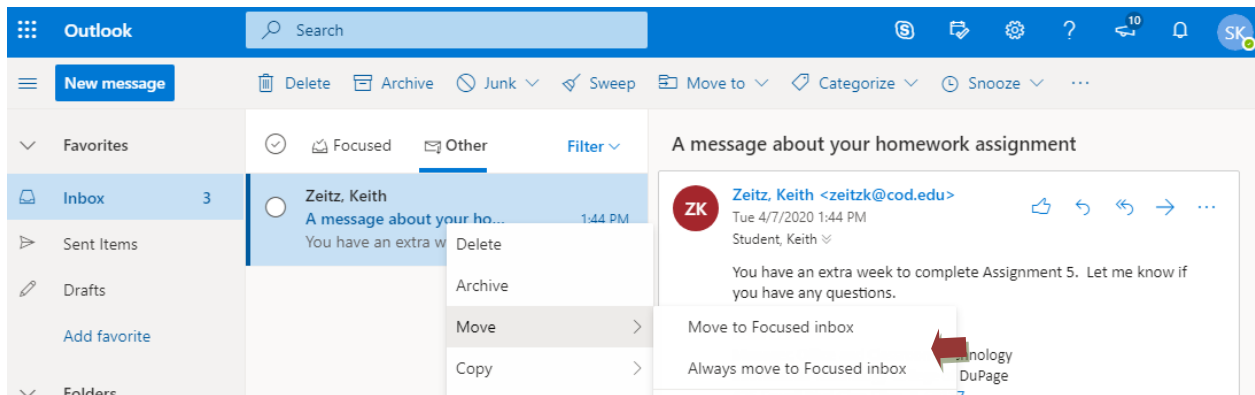 Outlook
Search
10
SK
New message
Delete
Archive
Junk
Sweep
Move to
Categorize
Snooze
Favorites
Focused
Other
Filter
Inbox 3
Sent Items
Drafts
Add favorite
Folders
Zeitz, Keith
A message about your ho...
1:44 PM
You have an extra w
Delete
Archive
Move
Copy
Move to Focused inbox
Always move to Focused inbox
A message about your homework assignment
ZK
Zeitz, Keith <zeitzk@cod.edu>
Tue 4/7/2020 1:44 PM
Student, Keith
You have an extra week to complete Assignment 5. Let me know if
you have any questions.
hnology
DuPage